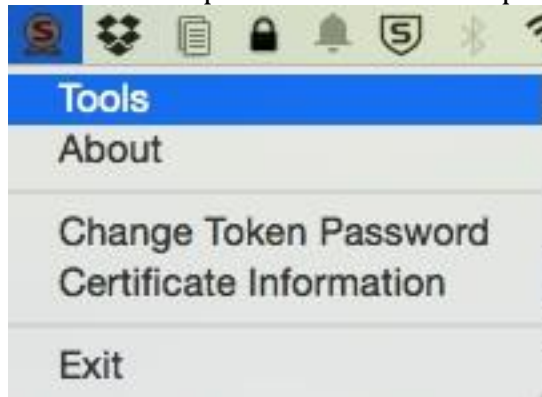 Tools
About
Change Token Password
Certificate Information
Exit